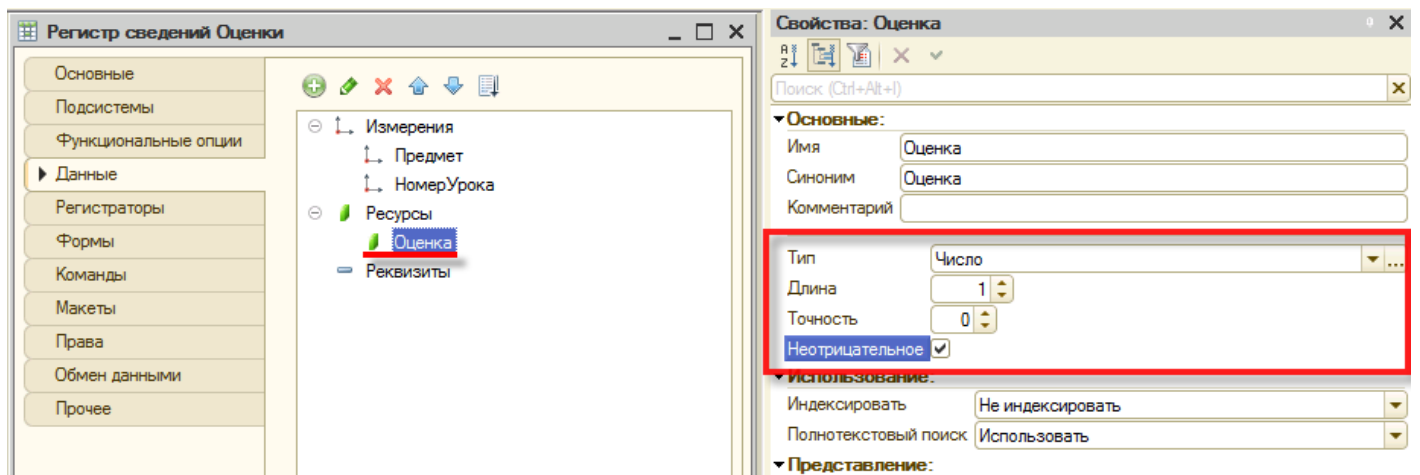 Регистр сведений Оценки
Основные
Подсистемы
Функциональные опции
Данные
Регистраторы
Формы
Команды
Макеты
Права
Обмен данными
Прочее
Измерения
Предмет
НомерУрока
Ресурсы
Оценка
Реквизиты
Свойства: Оценка
Поиск (Ctrl+Alt+I)
Основные:
Имя Оценка
Синоним Оценка
Комментарий
Тип Число ...
Длина 1
Точность 0
Неотрицательное
Использование:
Индексировать Не индексировать
Полнотекстовый поиск Использовать
Представление: